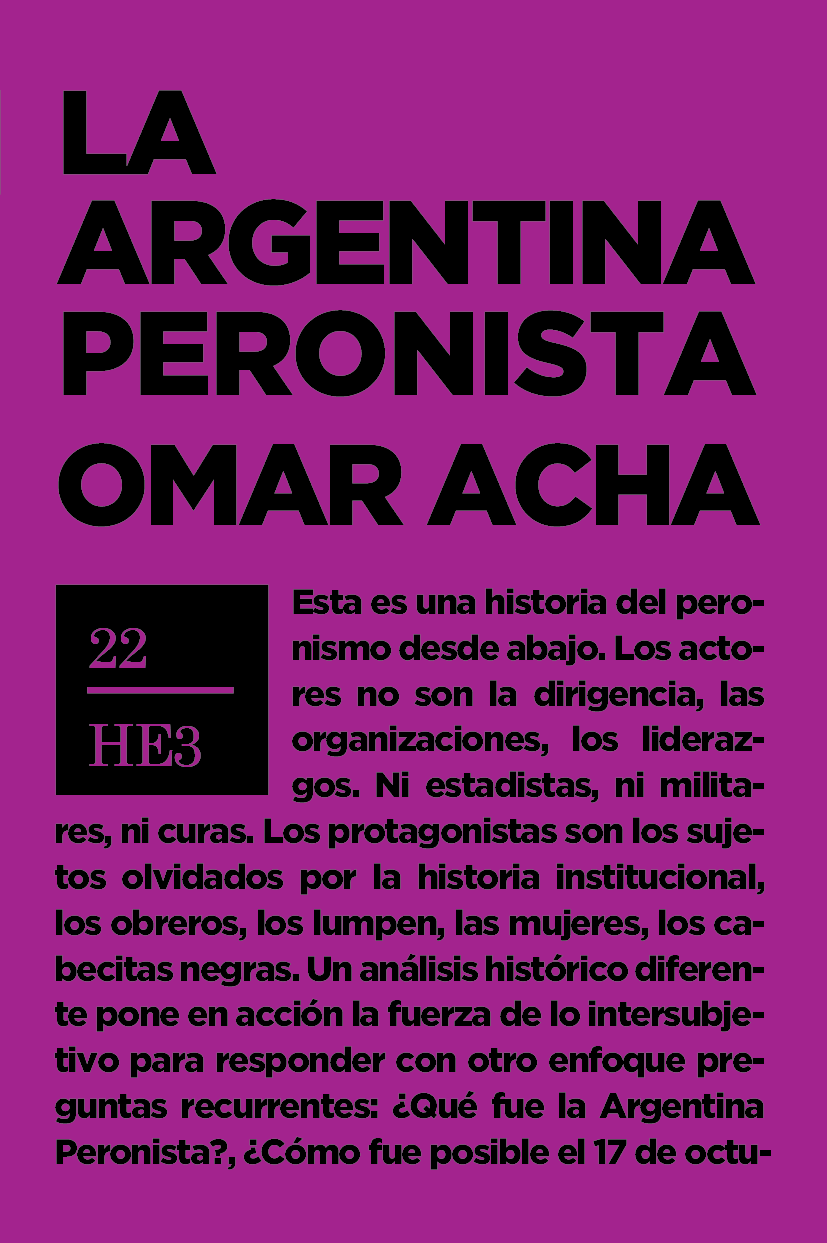 LA
ARGENTINA
PERONISTA
OMAR ACHA
22
HE3
Esta es una historia del pero-
nismo desde abajo. Los acto-
res no son la dirigencia, las
organizaciones, los lideraz-
gos. Ni estadistas, ni milita-
res, ni curas. Los protagonistas son los suje-
tos olvidados por la historia institucional,
los obreros, los lumpen, las mujeres, los ca-
becitas negras. Un análisis histórico diferen-
te pone en acción la fuerza de lo intersubje-
tivo para responder con otro enfoque pre-
guntas recurrentes: ¿Qué fue la Argentina
Peronista?, ¿Cómo fue posible el 17 de octu-